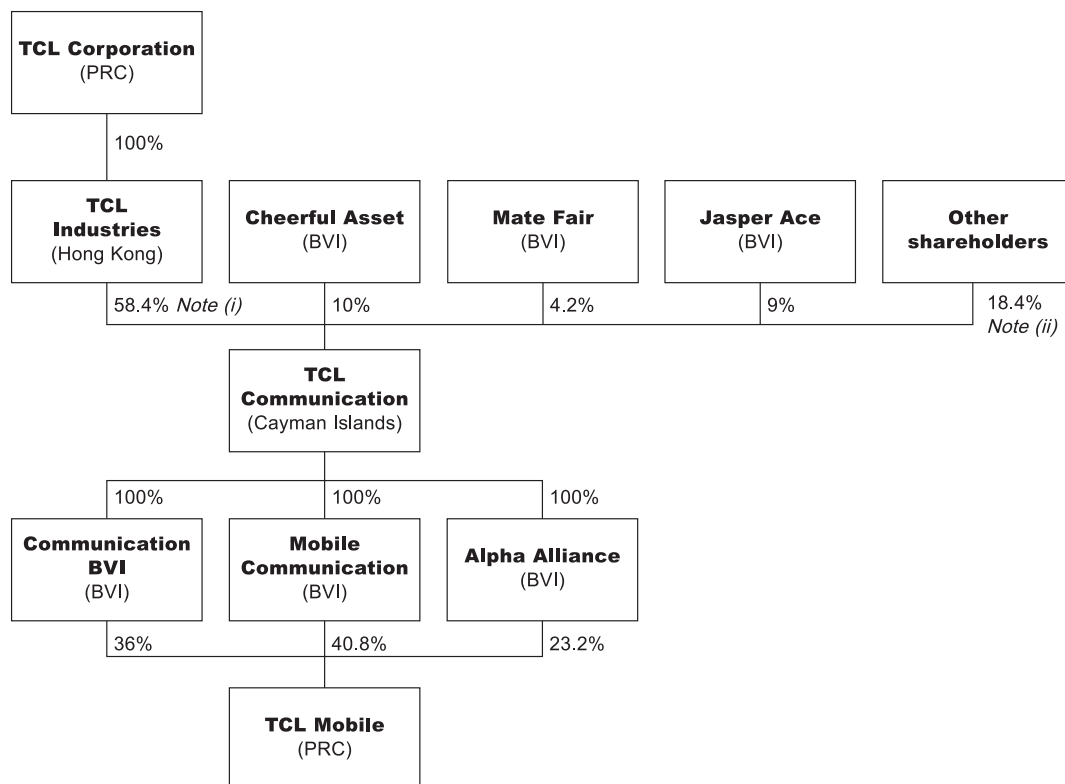 TCL Corporation
(PRC)
100%
TCL
Industries
(Hong Kong)
Cheerful Asset
(BVI)
Mate Fair
(BVI)
Jasper Ace
(BVI)
Other
shareholders
58.4% Note (i)
10%
4.2%
9%
18.4%
Note (ii)
TCL
Communication
(Cayman Islands)
100%
100%
100%
Communication
BVI
(BVI)
Mobile
Communication
(BVI)
Alpha Alliance
(BVI)
36%
40.8%
23.2%
TCL Mobile
(PRC)